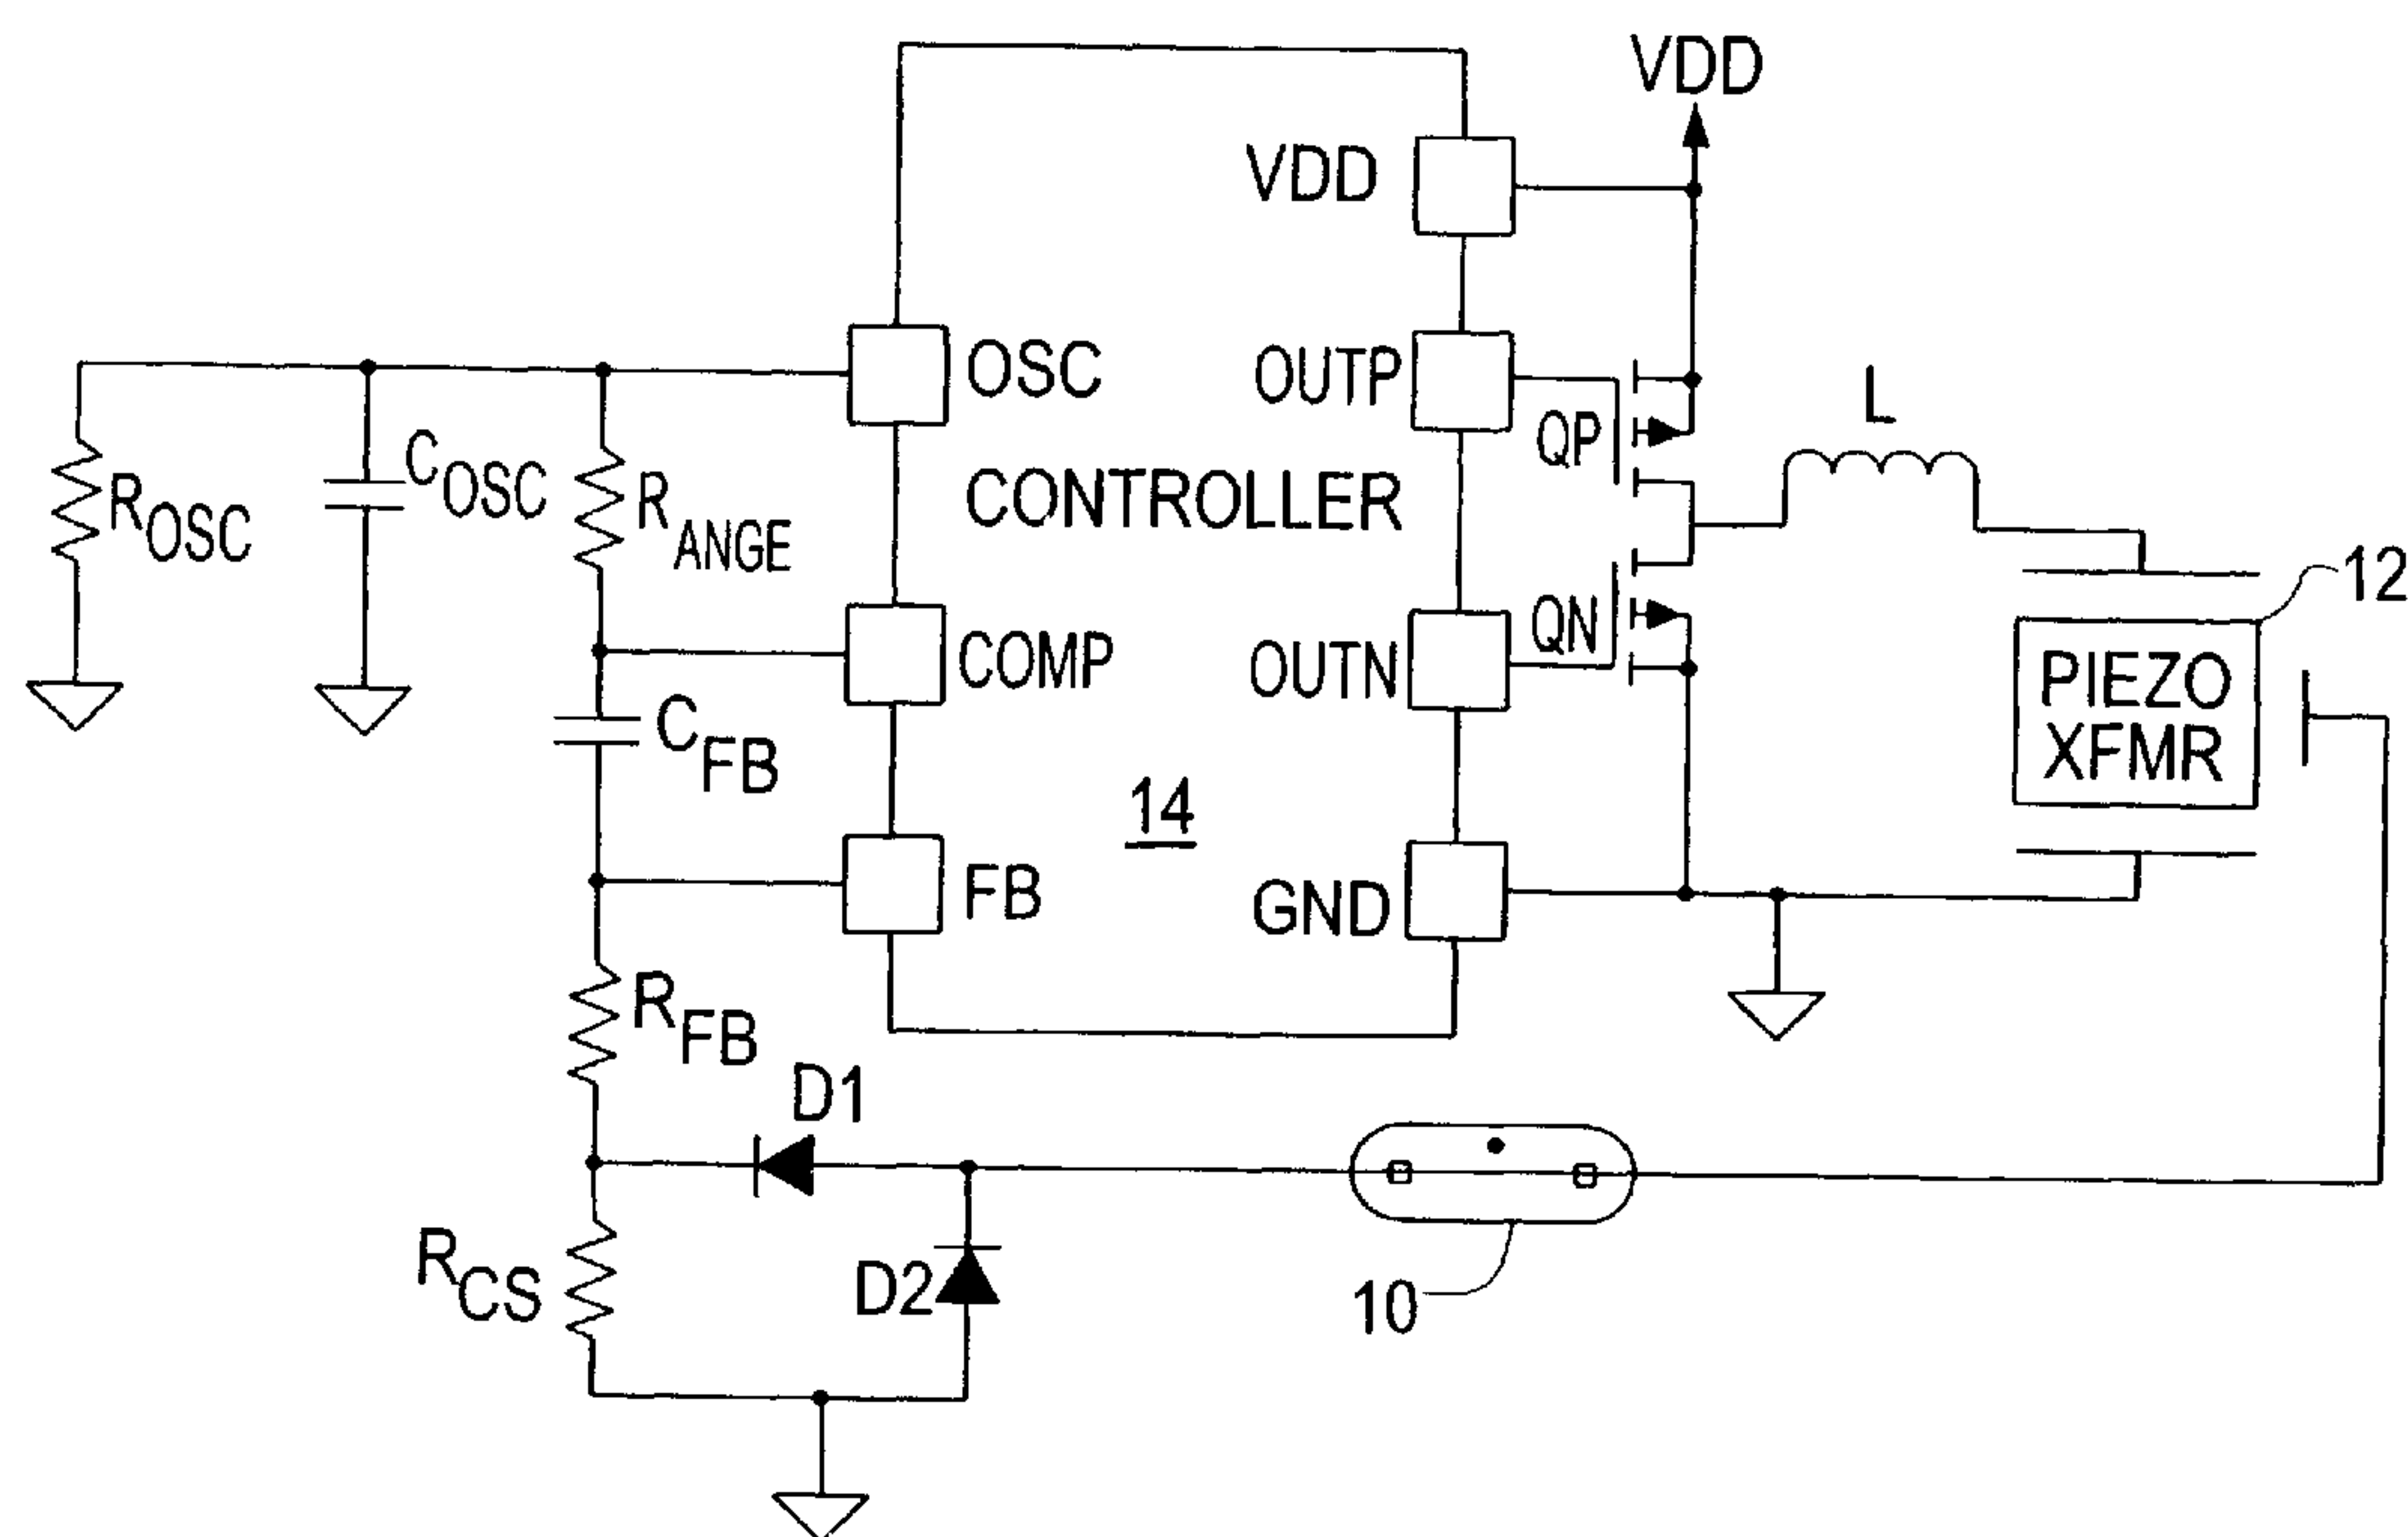 VDD
VDD
OSC
OUTP
QP
L
ROSC
COSC
RANGE
CONTROLLER
12
COMP
OUTN
QN
PIEZO
XFMR
CFB
14
FB
GND
RFB
D1
RCS
D2
10